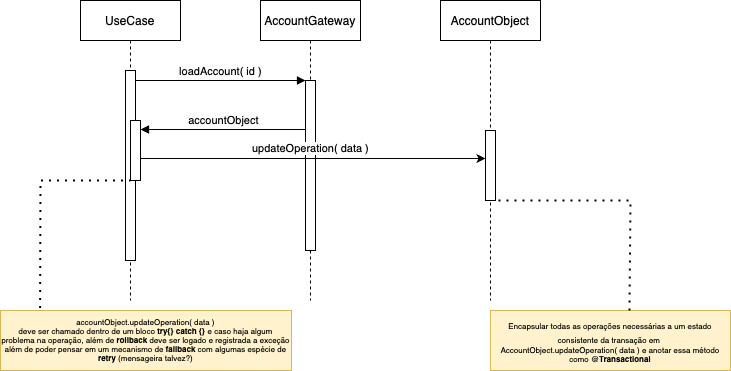 UseCase
AccountGateway
AccountObject
loadAccount( id )
accountObject
updateOperation( data )
accountObject.updateOperation( data )
deve ser chamado dentro de um bloco try{} catch {} e caso haja algum
problema na operação, além de rollback deve ser logado e registrada a exceção
além de poder pensar em um mecanismo de fallback com algumas espécie de
retry (mensageira talvez?)
Encapsular todas as operações necessárias a um estado
consistente da transação em
AccountObject.updateOperation( data ) e anotar essa método
como @Transactional